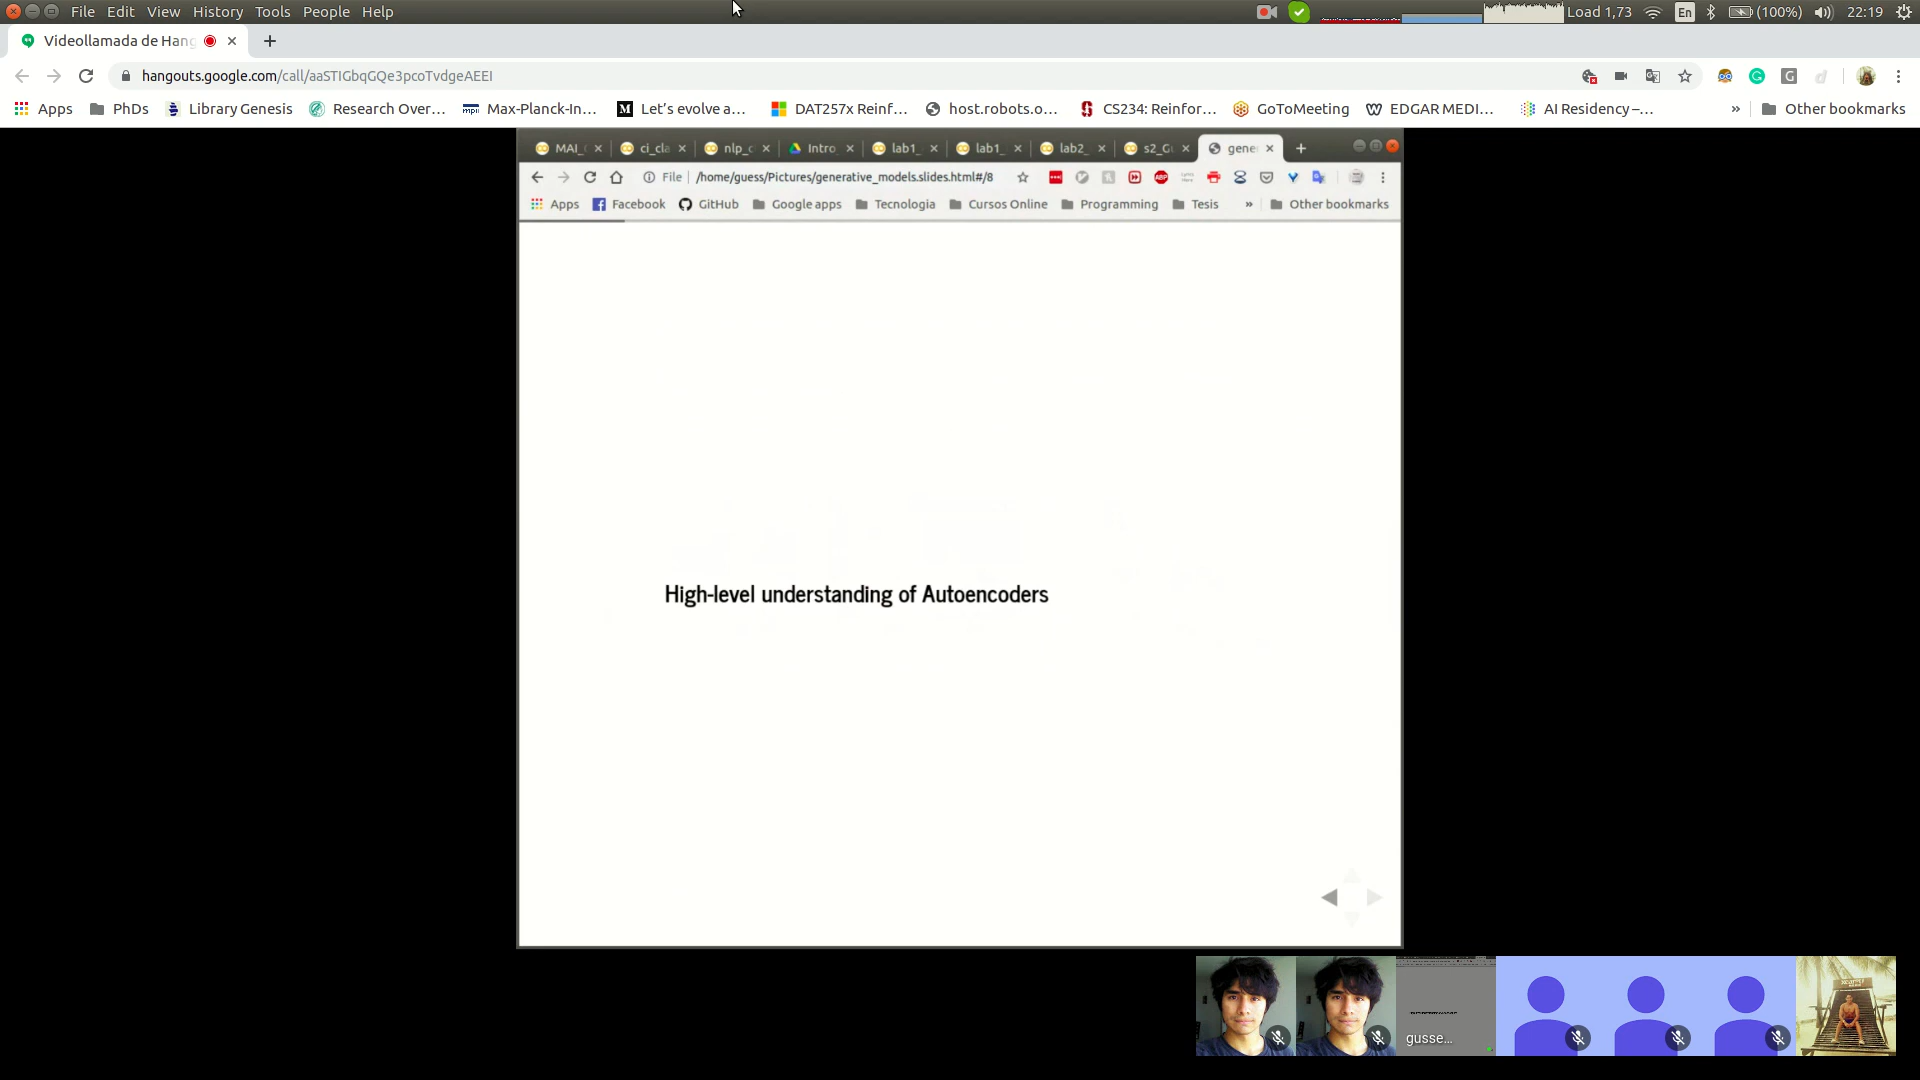 File Edit View History Tools People Help
Load 1,73 En (100%) 22:19
Videollamada de Hang
hangouts.google.com/call/aaSTIGbqGQe3pcoTvdgeAEEI
Apps PhDs Library Genesis Research Over… Max-Planck-In… Let's evolve a… DAT257x Reinf… host.robots.o… CS234: Reinfor… GoToMeeting EDGAR MEDI… AI Residency –… » Other bookmarks
MAI_ ci_cla nlp_c Intro lab1_ lab1_ lab2_ s2_G gene
File /home/guess/Pictures/generative_models.slides.html#/8
Apps Facebook GitHub Google apps Tecnologia Cursos Online Programming Tesis » Other bookmarks
High-level understanding of Autoencoders
gusse...